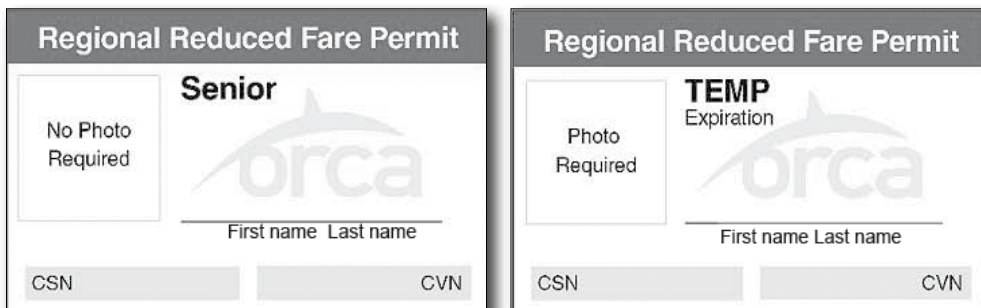 Regional Reduced Fare Permit
Senior
No Photo
Required
orca
First name Last name
CSN
CVN
Regional Reduced Fare Permit
TEMP
Expiration
Photo
Required
orca
First name Last name
CSN
CVN